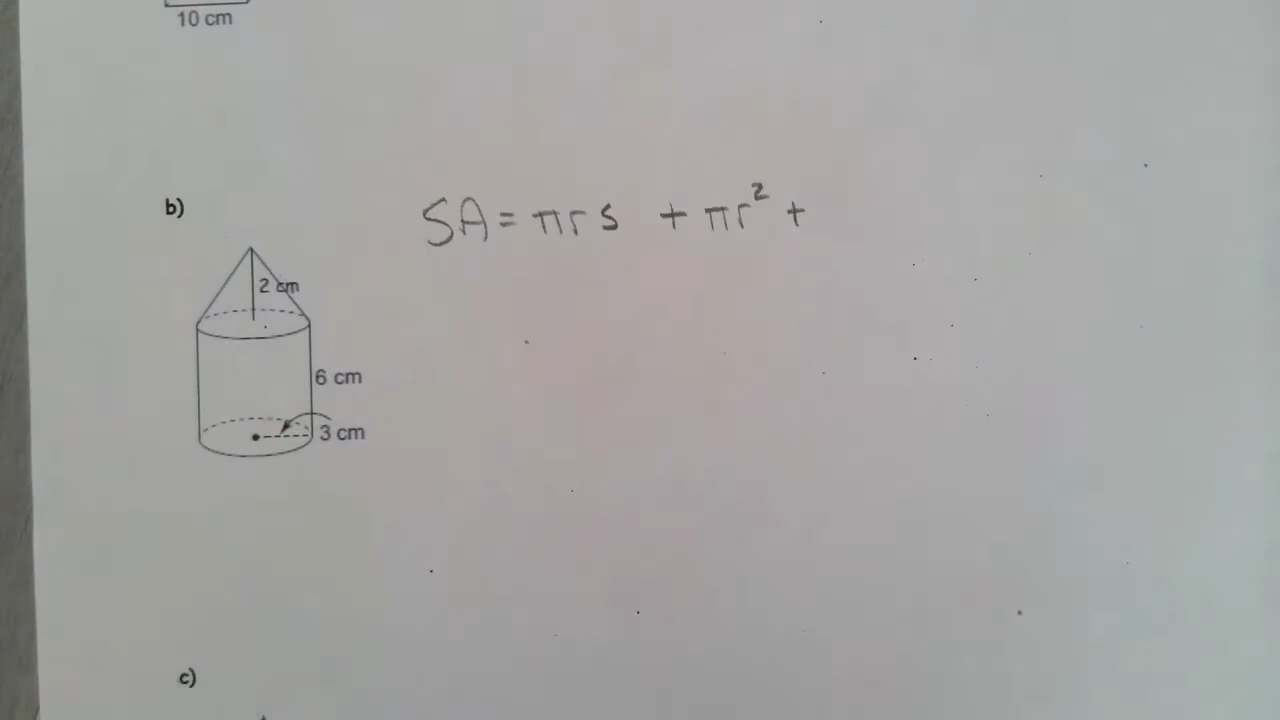 10 cm
b)
SA = πrs + πr² +
2 cm
6 cm
3 cm
c)